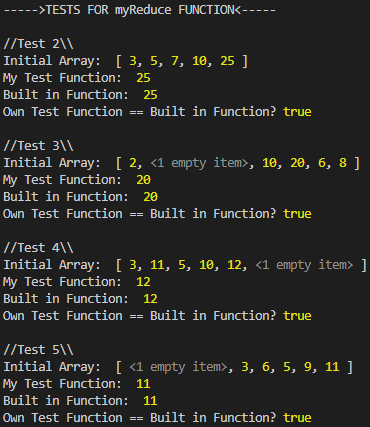 ----->TESTS FOR myReduce FUNCTION<-----
//Test 2\\
Initial Array:  [ 3, 5, 7, 10, 25 ]
My Test Function:  25
Built in Function:  25
Own Test Function == Built in Function? true
//Test 3\\
Initial Array:  [ 2, <1 empty item>, 10, 20, 6, 8 ]
My Test Function:  20
Built in Function:  20
Own Test Function == Built in Function? true
//Test 4\\
Initial Array:  [ 3, 11, 5, 10, 12, <1 empty item> ]
My Test Function:  12
Built in Function:  12
Own Test Function == Built in Function? true
//Test 5\\
Initial Array:  [ <1 empty item>, 3, 6, 5, 9, 11 ]
My Test Function:  11
Built in Function:  11
Own Test Function == Built in Function? true